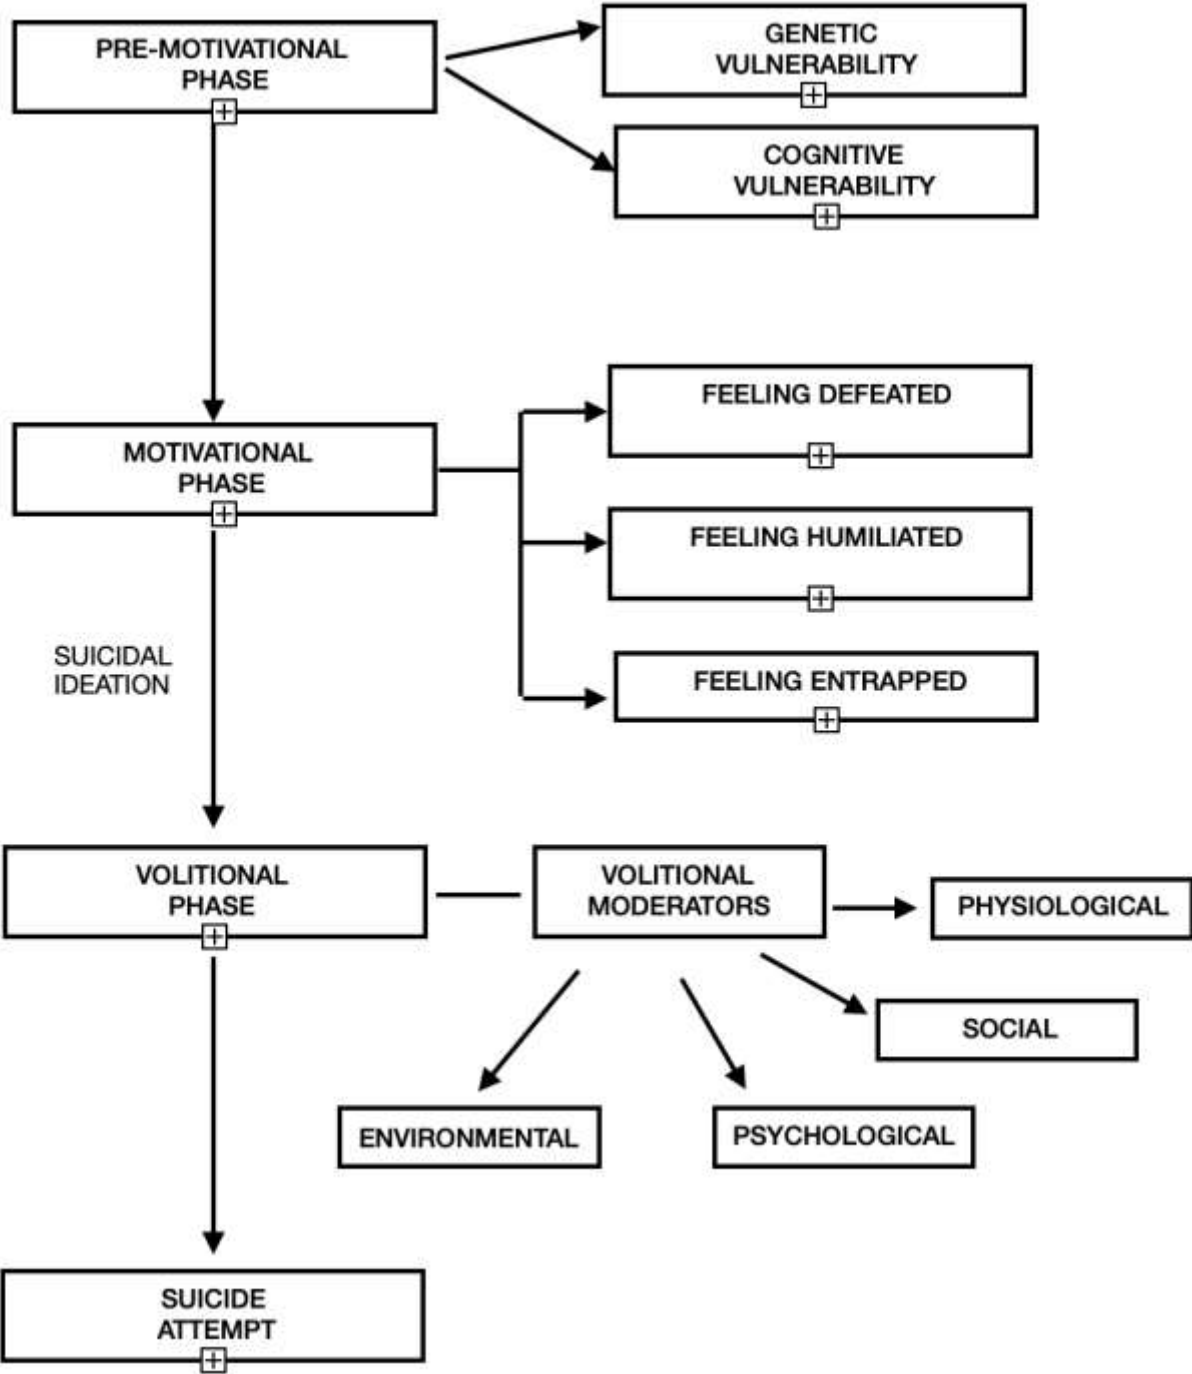 PRE-MOTIVATIONAL
PHASE
GENETIC
VULNERABILITY
COGNITIVE
VULNERABILITY
MOTIVATIONAL
PHASE
FEELING DEFEATED
FEELING HUMILIATED
FEELING ENTRAPPED
SUICIDAL
IDEATION
VOLITIONAL
PHASE
VOLITIONAL
MODERATORS
PHYSIOLOGICAL
SOCIAL
ENVIRONMENTAL
PSYCHOLOGICAL
SUICIDE
ATTEMPT